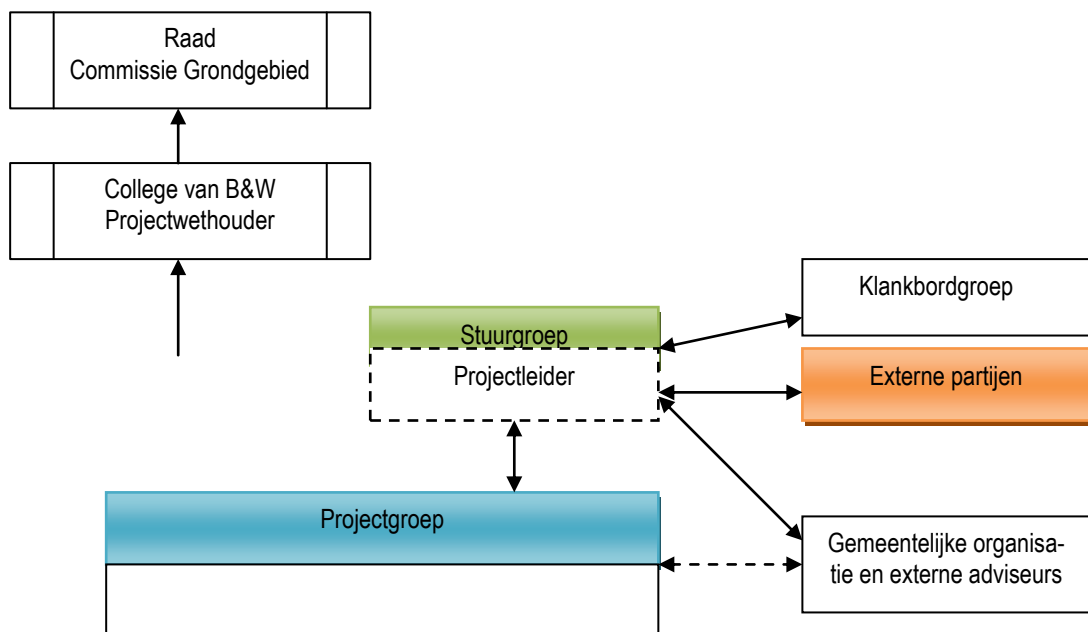 Raad
Commissie Grondgebied
College van B&W
Projectwethouder
Klankbordgroep
Stuurgroep
Projectleider
Externe partijen
Projectgroep
Gemeentelijke organisa-
tie en externe adviseurs